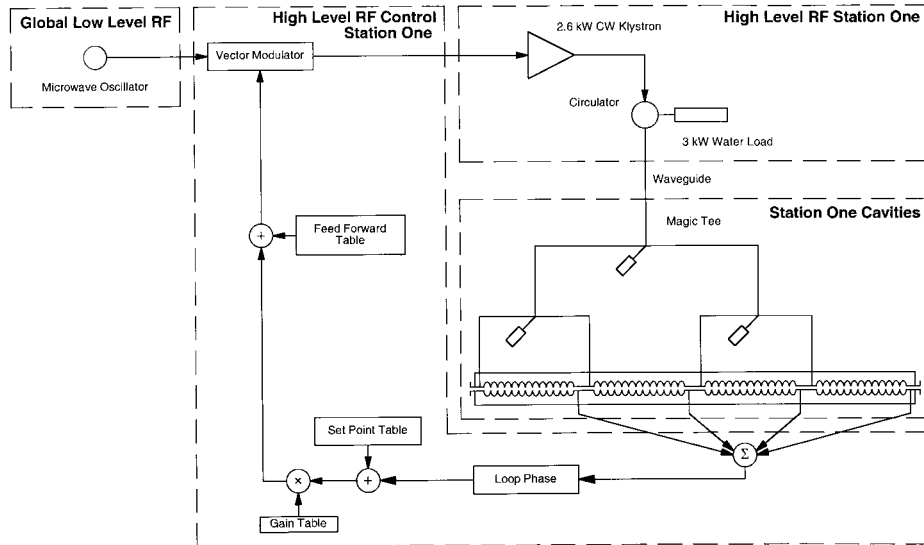 Global Low Level RF
Microwave Oscillator
High Level RF Control
Station One
Vector Modulator
High Level RF Station One
2.6 kW CW Klystron
Circulator
3 kW Water Load
Waveguide
Station One Cavities
Magic Tee
+
Feed Forward
Table
Set Point Table
Σ
×
+
Loop Phase
Gain Table